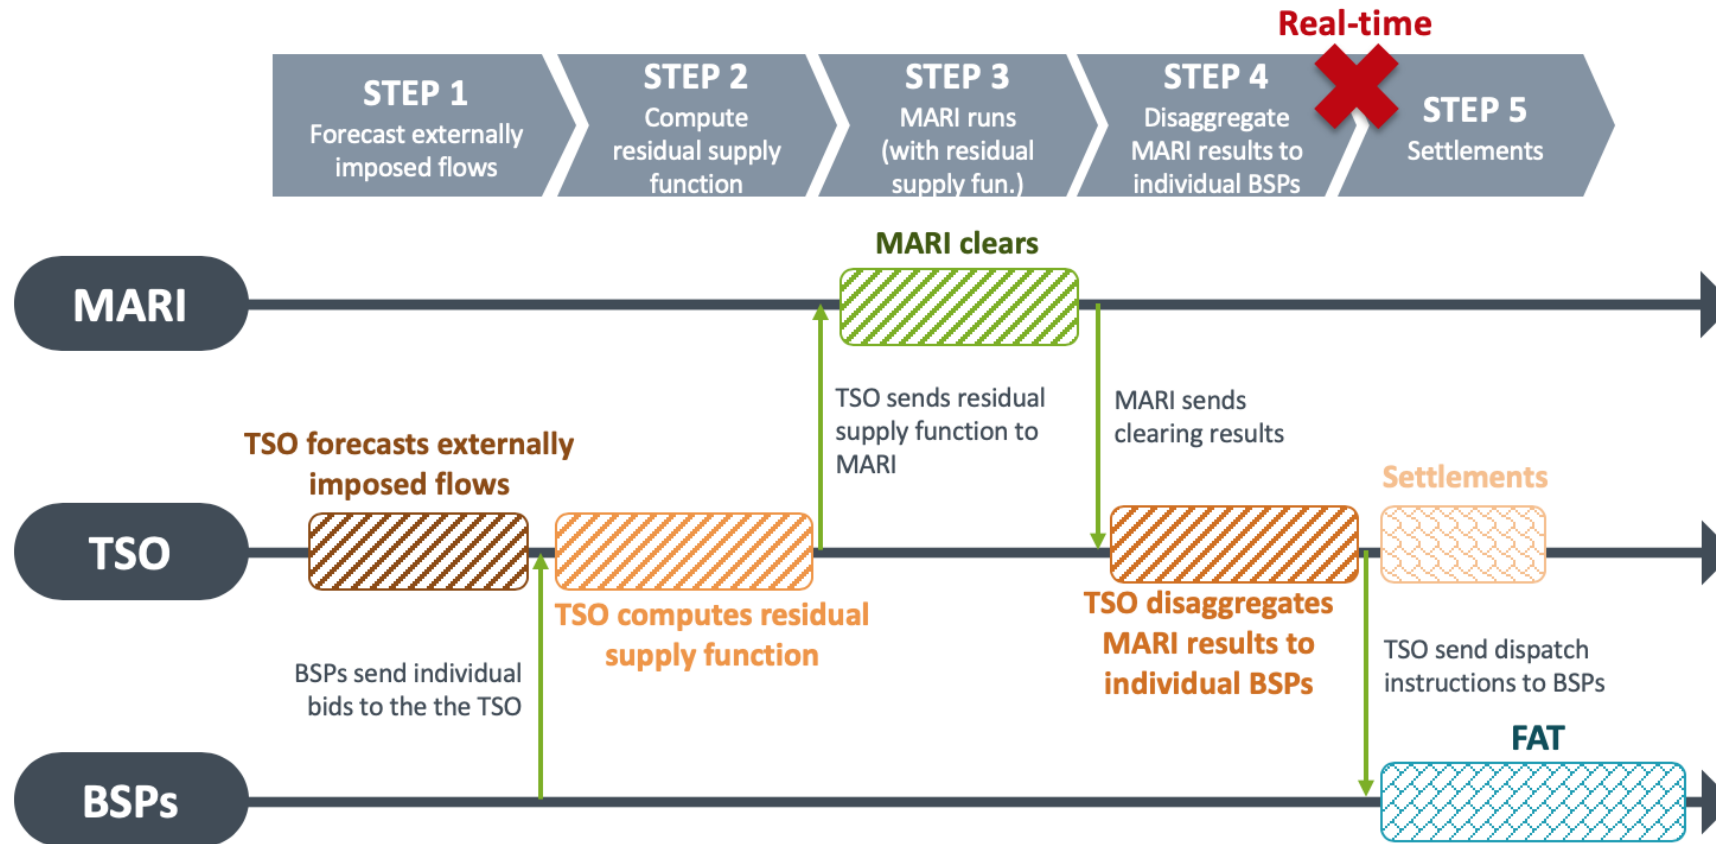 Real-time
STEP 1
Forecast externally
imposed flows
STEP 2
Compute
residual supply
function
STEP 3
MARI runs
(with residual
supply fun.)
STEP 4
Disaggregate
MARI results to
individual BSPs
STEP 5
Settlements
MARI clears
MARI
TSO sends residual
supply function to
MARI
MARI sends
clearing results
TSO forecasts externally
imposed flows
Settlements
TSO
TSO computes residual
supply function
TSO disaggregates
MARI results to
individual BSPs
BSPs send individual
bids to the the TSO
TSO send dispatch
instructions to BSPs
FAT
BSPs